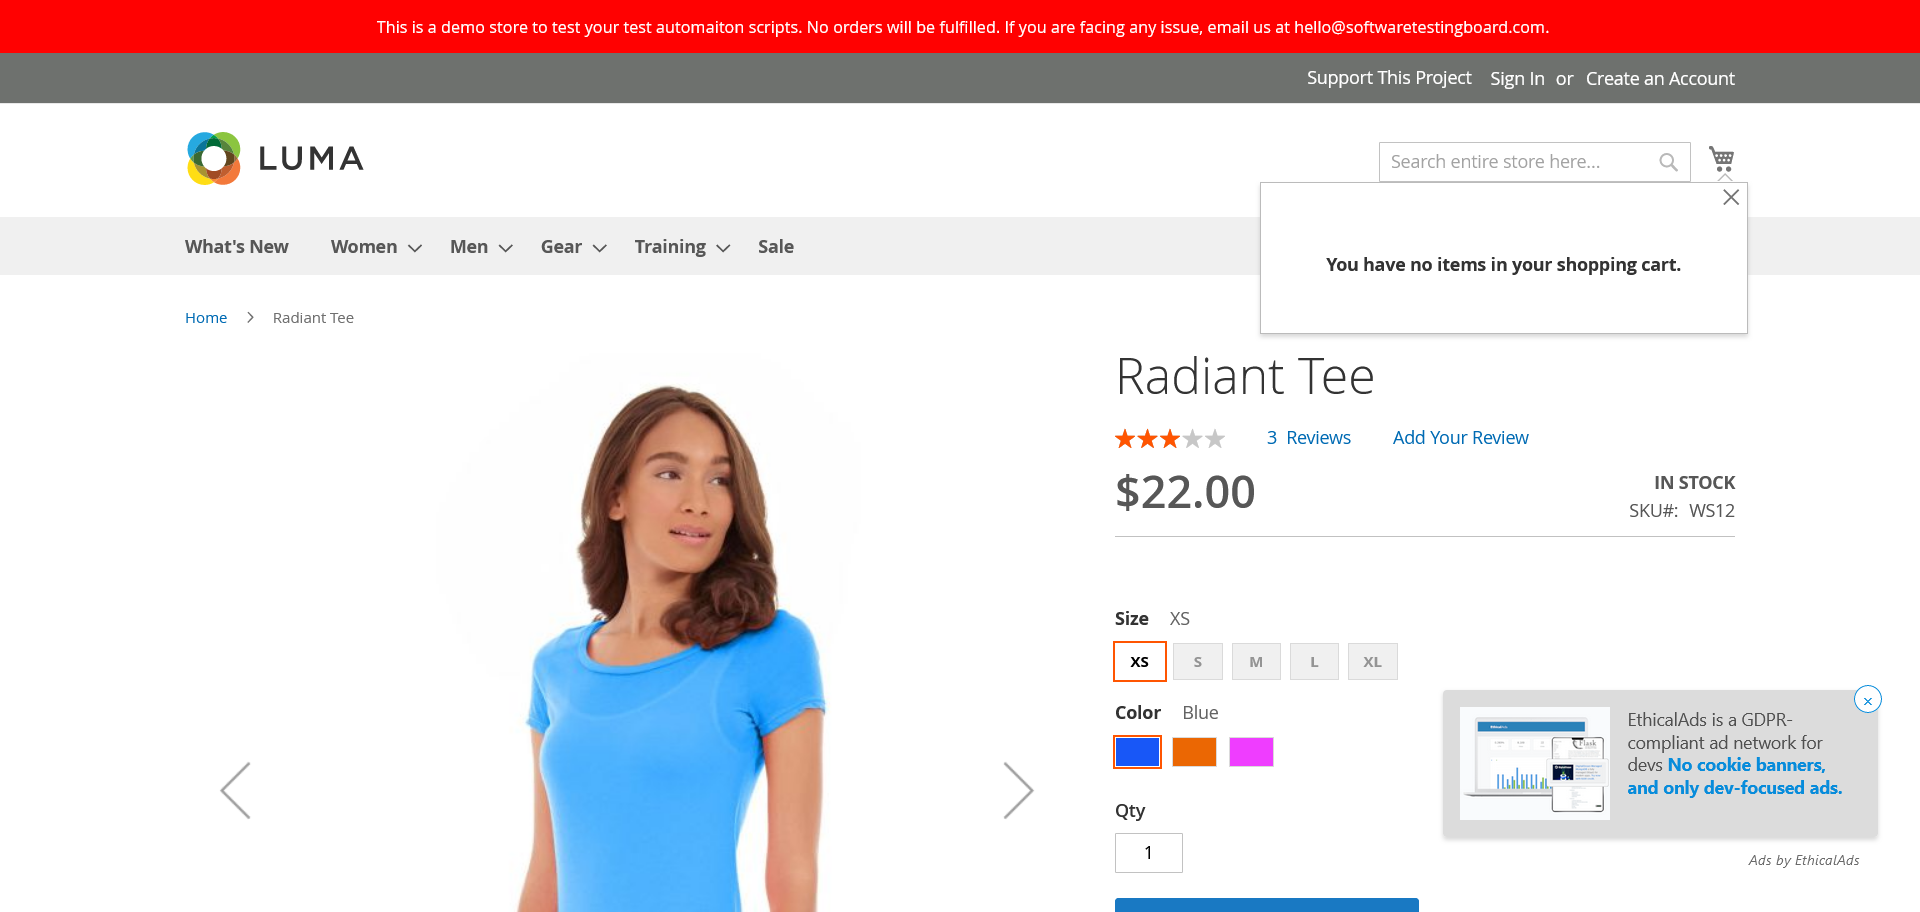 This is a demo store to test your test automaiton scripts. No orders will be fulfilled. If you are facing any issue, email us at hello@softwaretestingboard.com.
Support This Project Sign In or Create an Account
LUMA
Search entire store here...
You have no items in your shopping cart.
What's New Women Men Gear Training Sale
Home Radiant Tee
Radiant Tee
3 Reviews Add Your Review
$22.00
IN STOCK
SKU#: WS12
Size XS
XS S M L XL
Color Blue
Qty
1
EthicalAds is a GDPR-
compliant ad network for
devs No cookie banners,
and only dev-focused ads.
×
Ads by EthicalAds